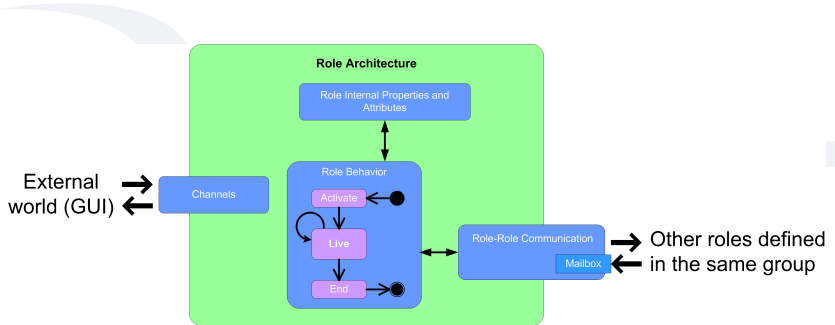 Role Architecture
Role Internal Properties and
Attributes
Role Behavior
Activate
Live
End
External
world (GUI)
Channels
Role-Role Communication
Mailbox
Other roles defined
in the same group